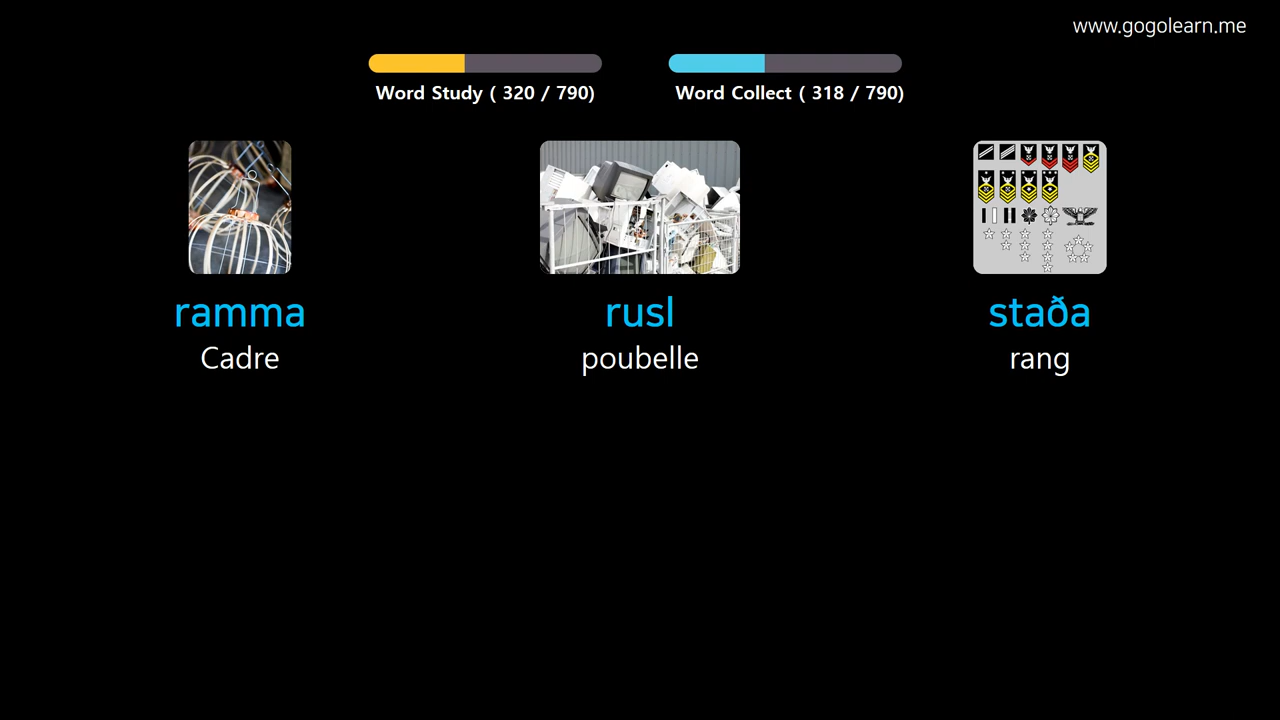 www.gogolearn.me
Word Study ( 320 / 790)
Word Collect ( 318 / 790)
ramma
rusl
staða
Cadre
poubelle
rang